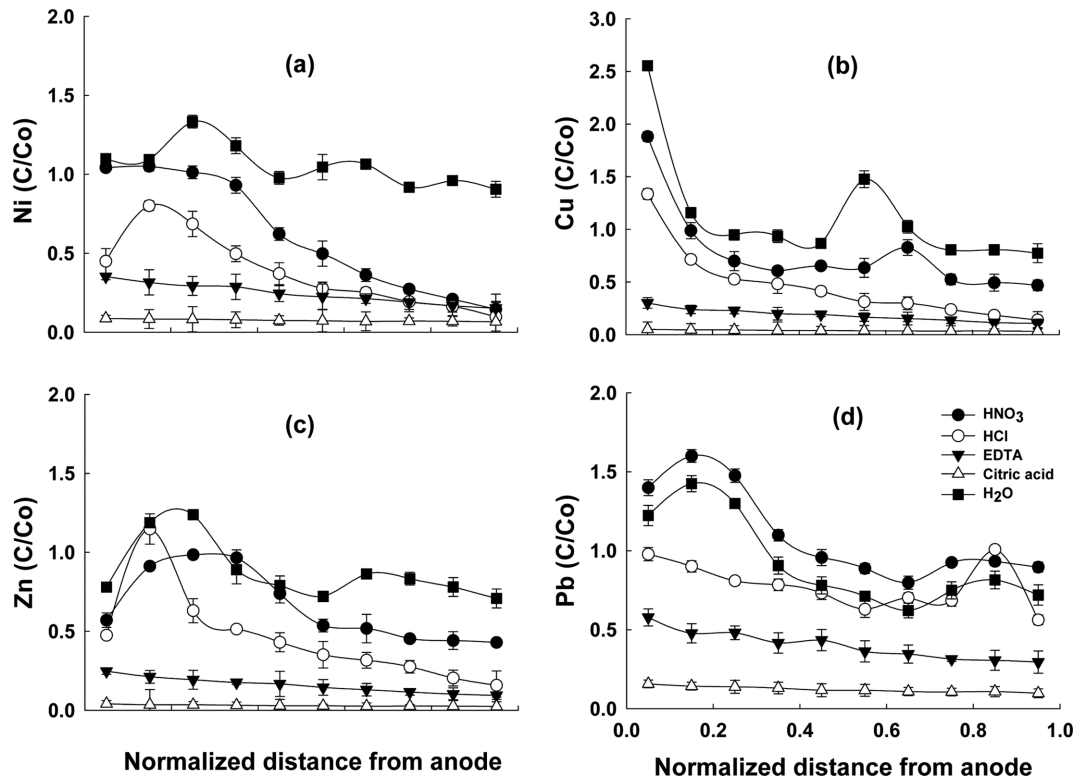 (a)
Ni (C/Co)
2.0
1.5
1.0
0.5
0.0
(b)
Cu (C/Co)
3.0
2.5
2.0
1.5
1.0
0.5
0.0
(c)
Zn (C/Co)
2.0
1.5
1.0
0.5
0.0
Normalized distance from anode
(d)
Pb (C/Co)
2.0
1.5
1.0
0.5
0.0
HNO₃
HCl
EDTA
Citric acid
H₂O
0.0 0.2 0.4 0.6 0.8 1.0
Normalized distance from anode